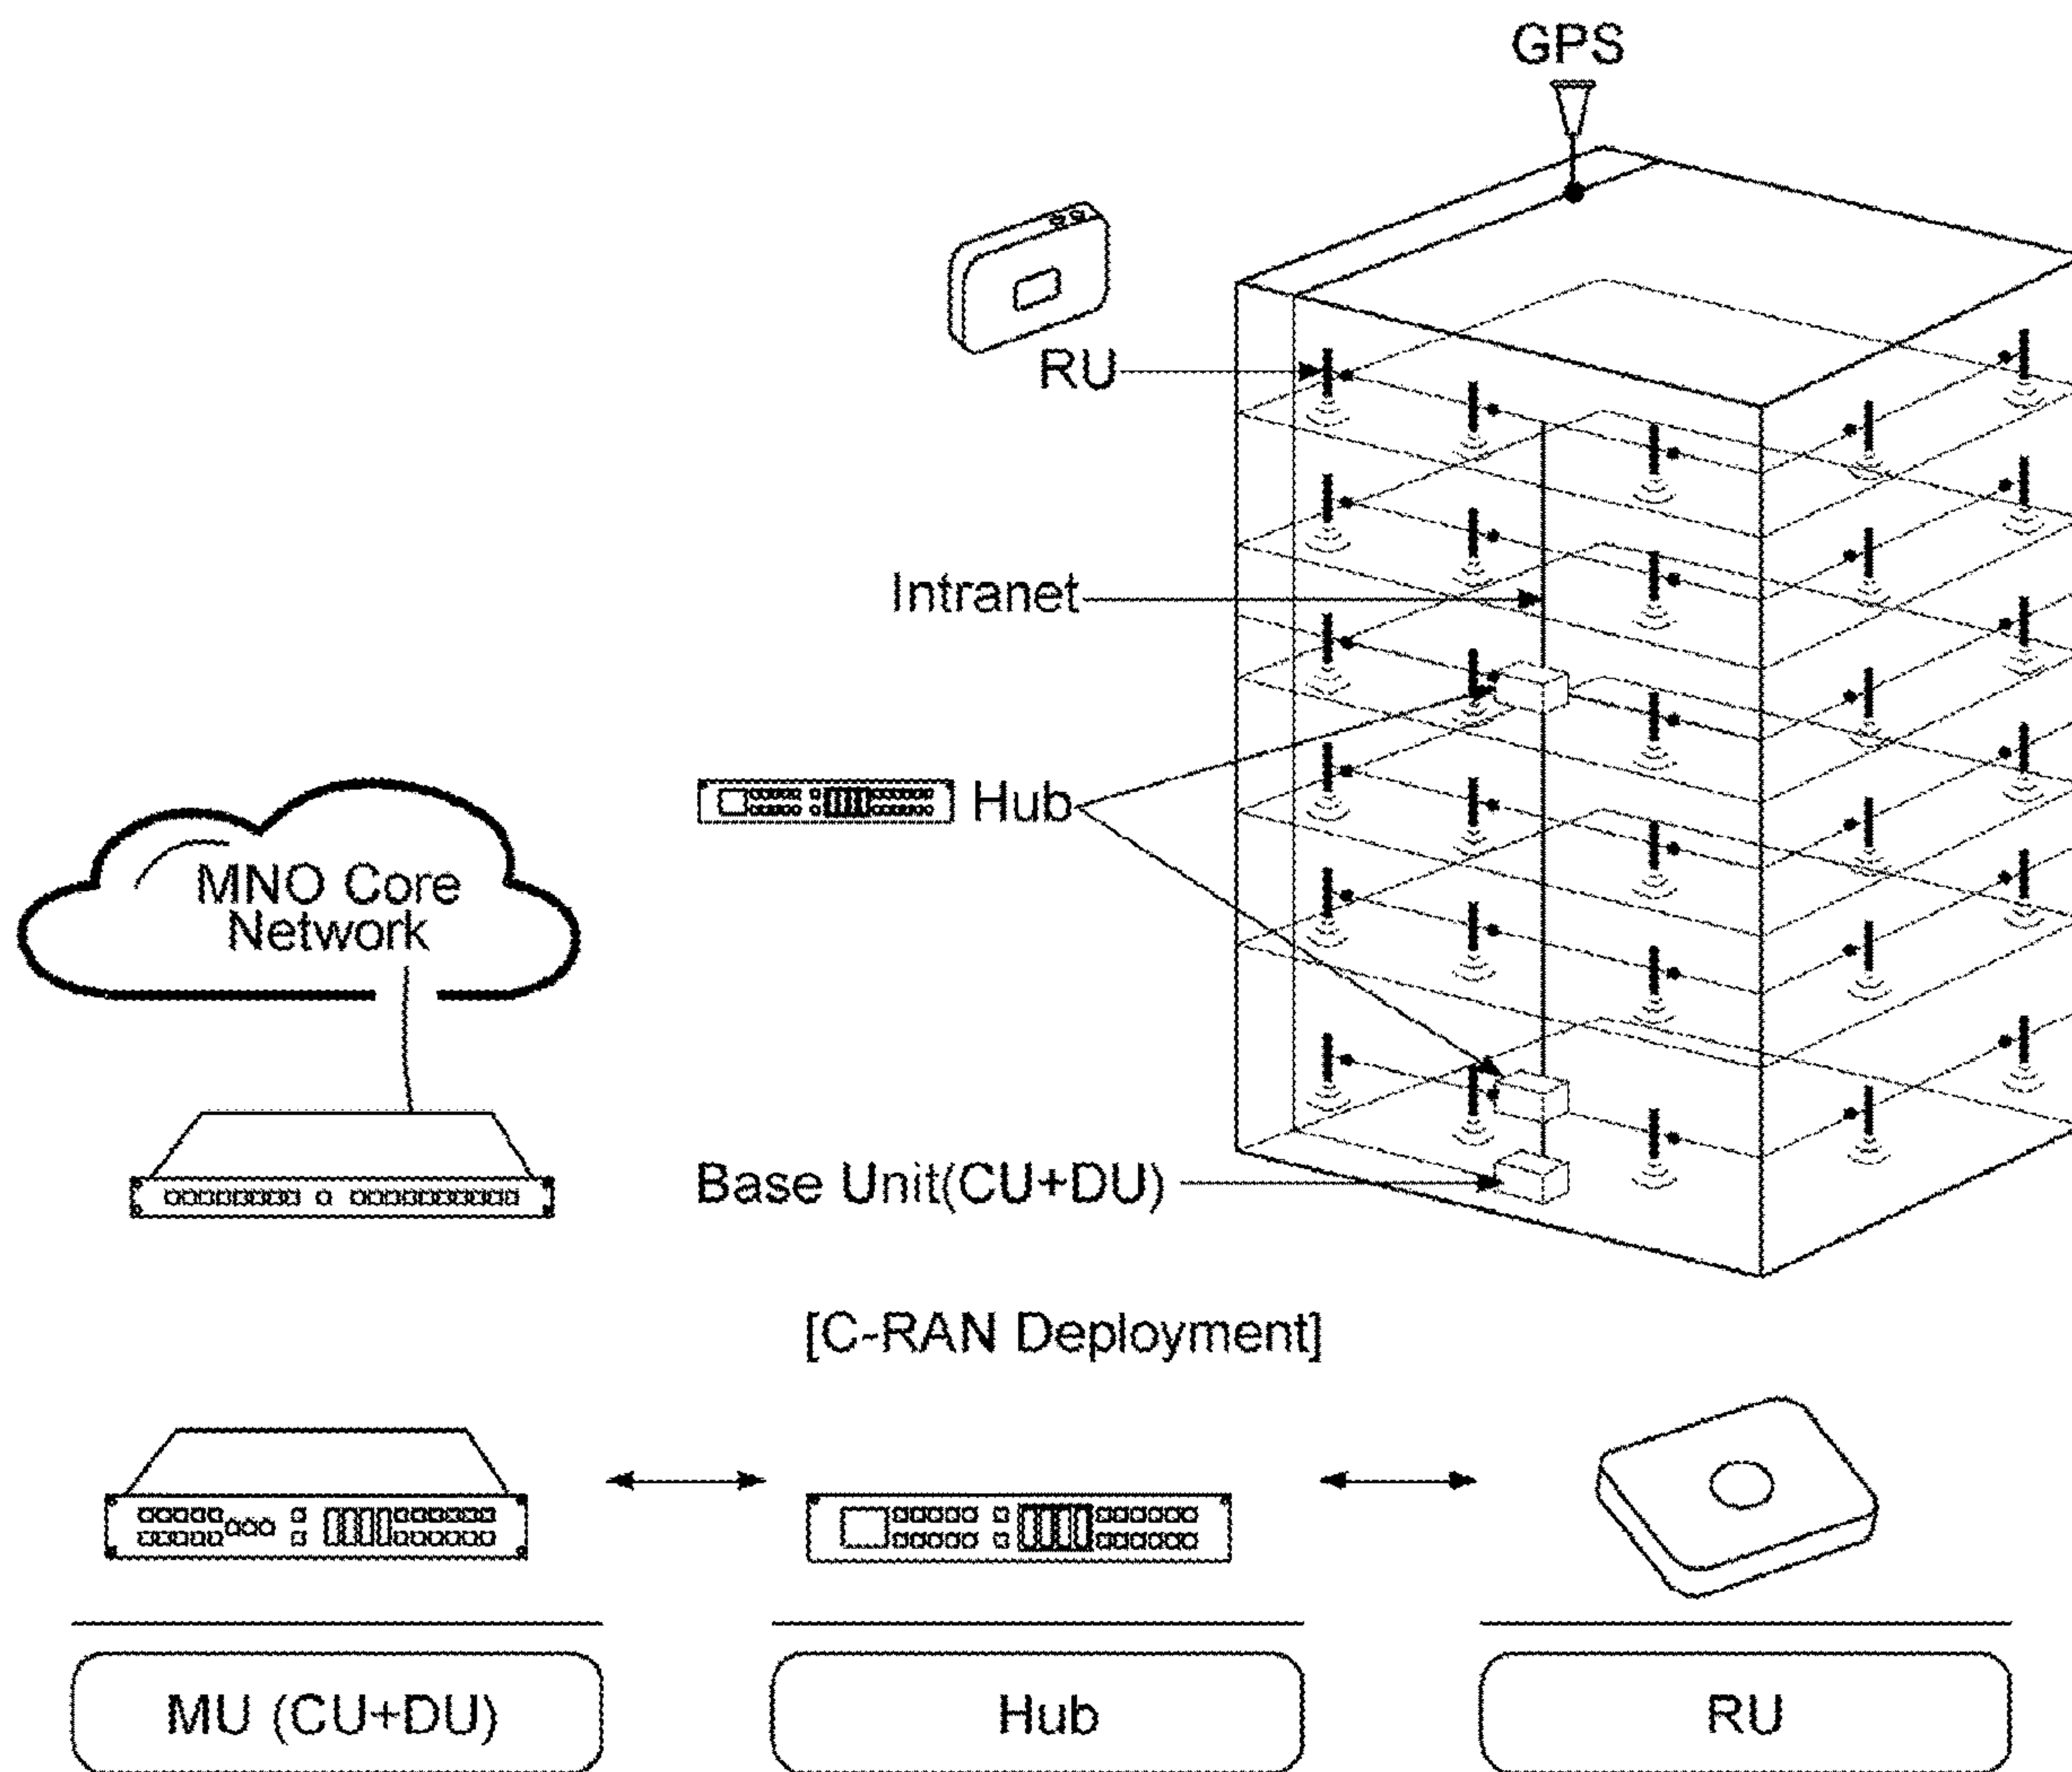 GPS
RU
Intranet
Hub
MNO Core
Network
Base Unit(CU+DU)
[C-RAN Deployment]
MU (CU+DU)
Hub
RU